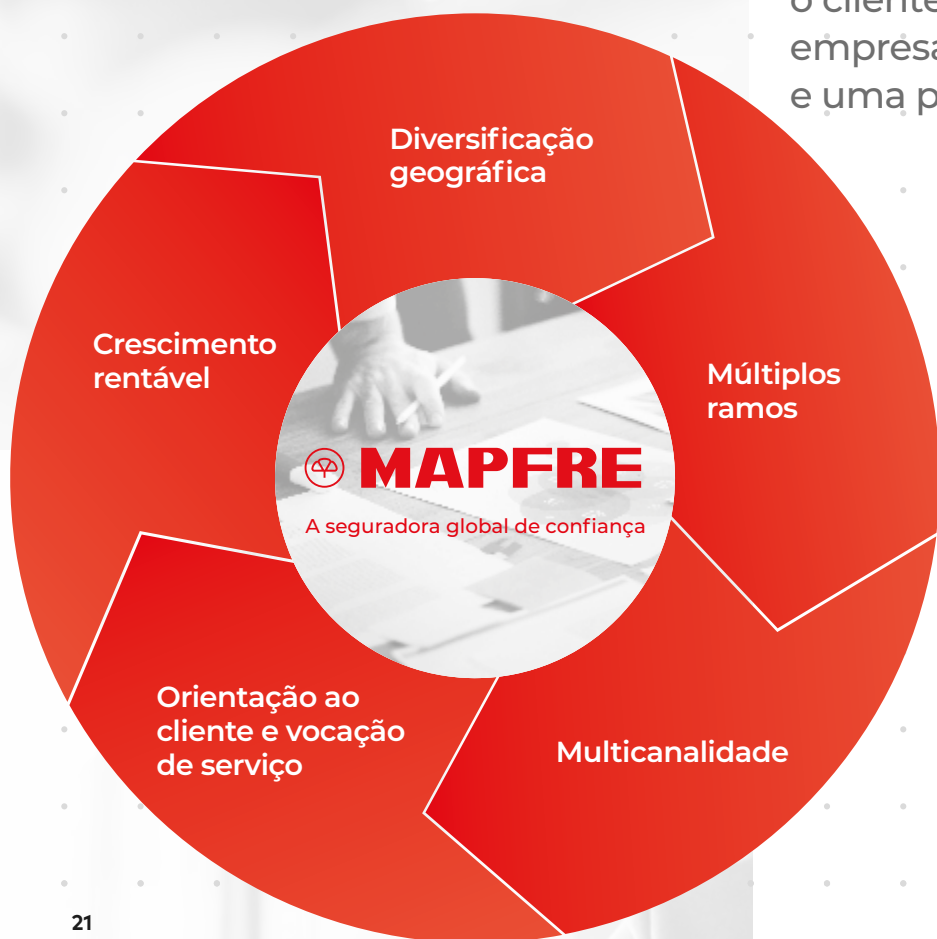 o cliente
empresa
e uma p
Diversificação
geográfica
Múltiplos
ramos
Multicanalidade
Orientação ao
cliente e vocação
de serviço
Crescimento
rentável
MAPFRE
A seguradora global de confiança
21